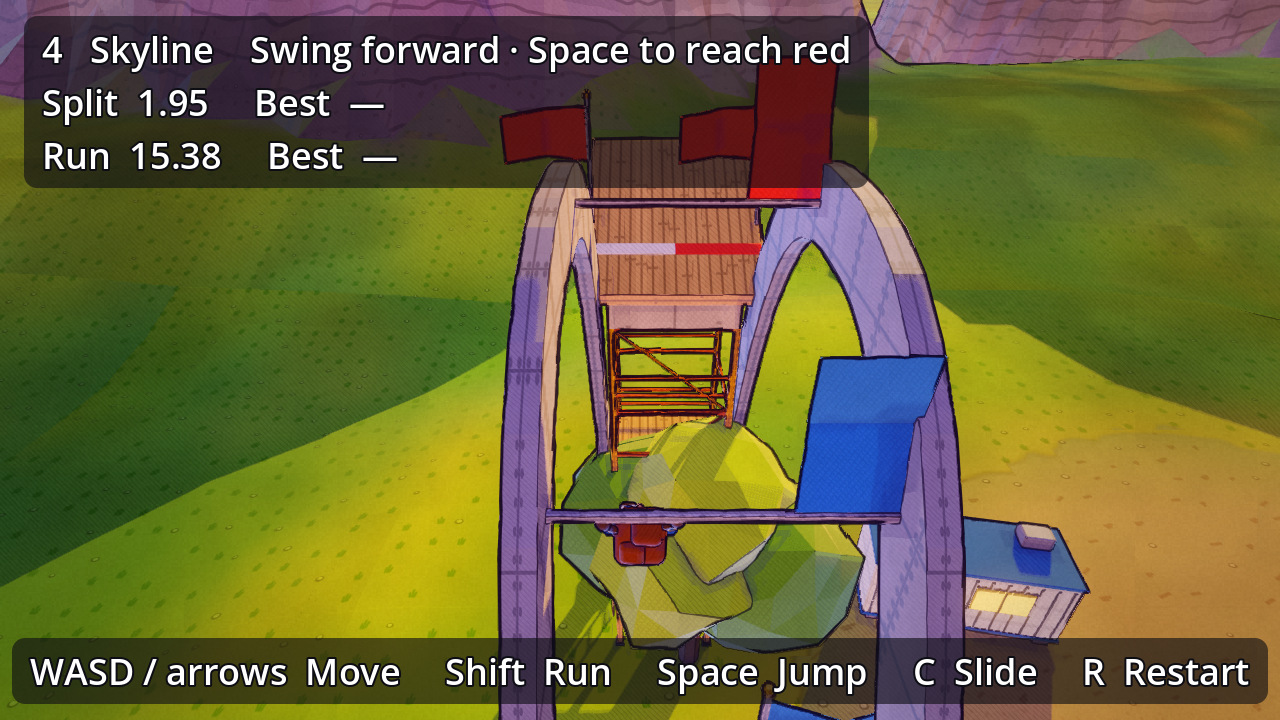 4 Skyline Swing forward · Space to reach red
Split 1.95 Best —
Run 15.38 Best —
WASD / arrows Move Shift Run Space Jump C Slide R Restart